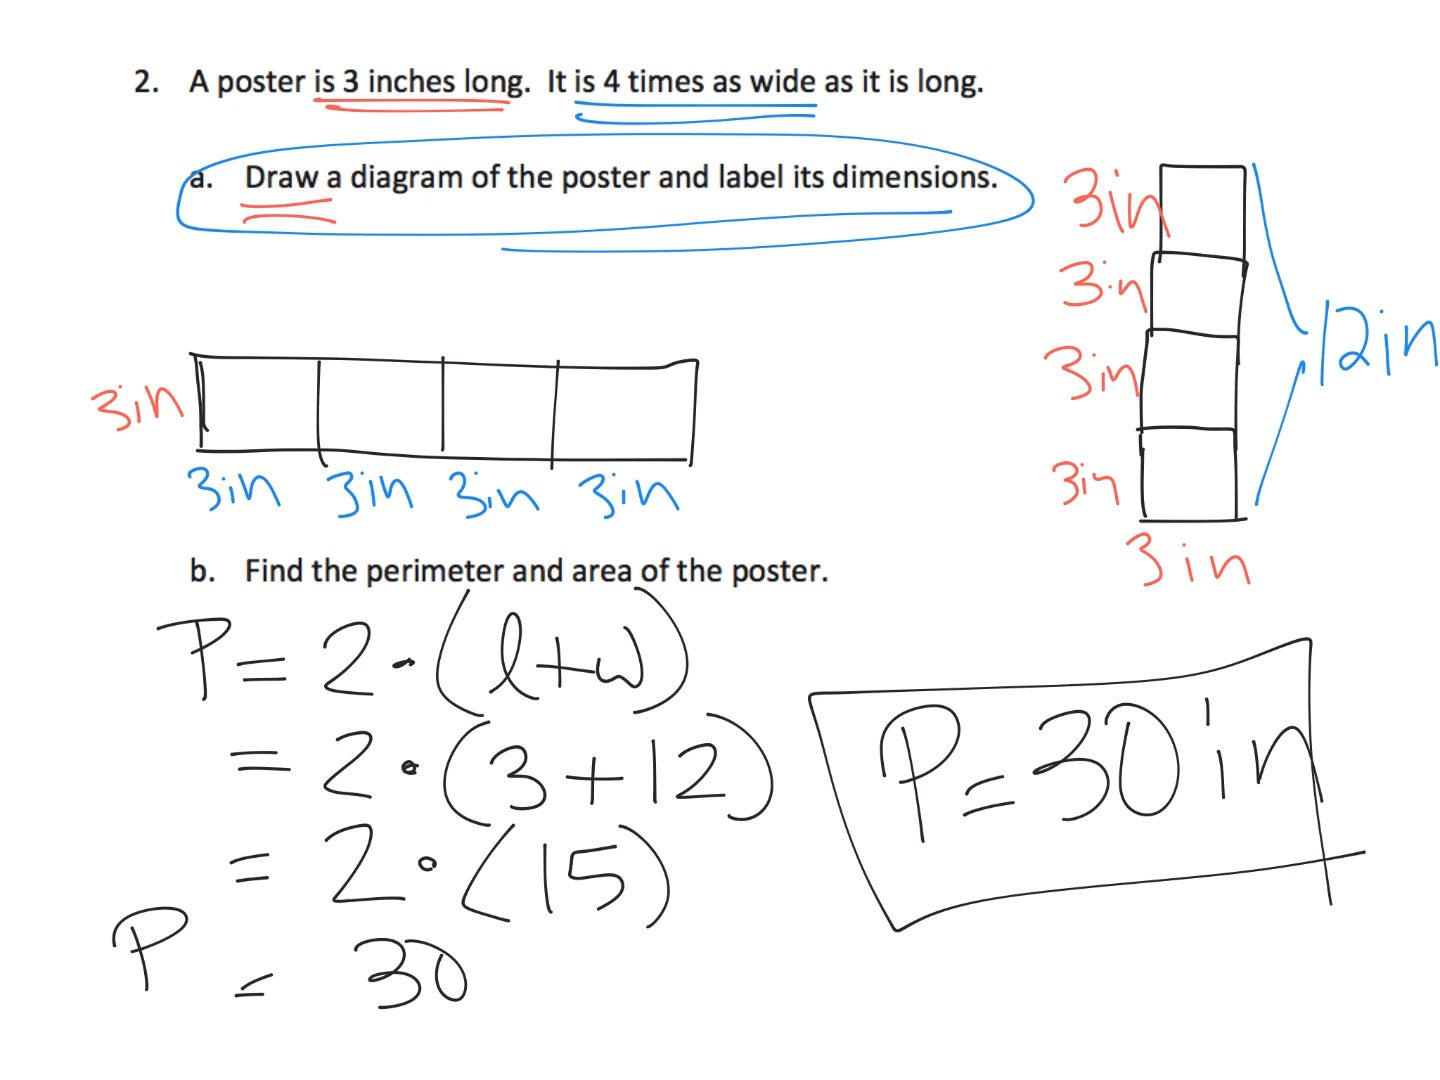 2. A poster is 3 inches long. It is 4 times as wide as it is long.
a. Draw a diagram of the poster and label its dimensions.
3in
3in
3in
3in
12in
3in
3in
3in 3in 3in 3in
3in
b. Find the perimeter and area of the poster.
P = 2 · (l + w)
= 2 · (3 + 12)
= 2 · (15)
P = 30
P = 30 in